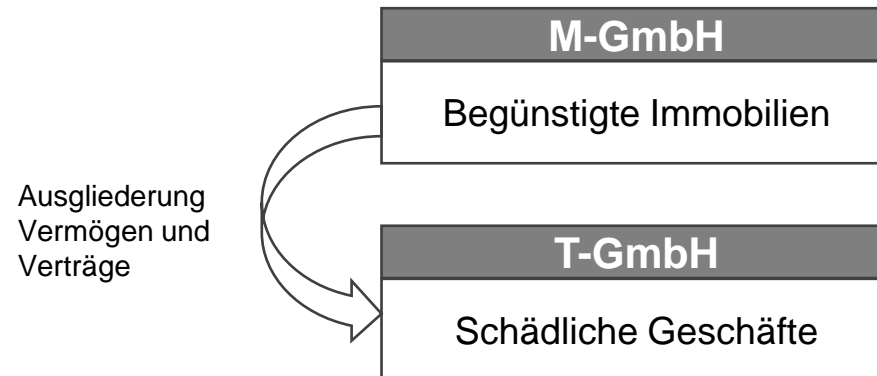 M-GmbH
Begünstigte Immobilien
Ausgliederung
Vermögen und
Verträge
T-GmbH
Schädliche Geschäfte